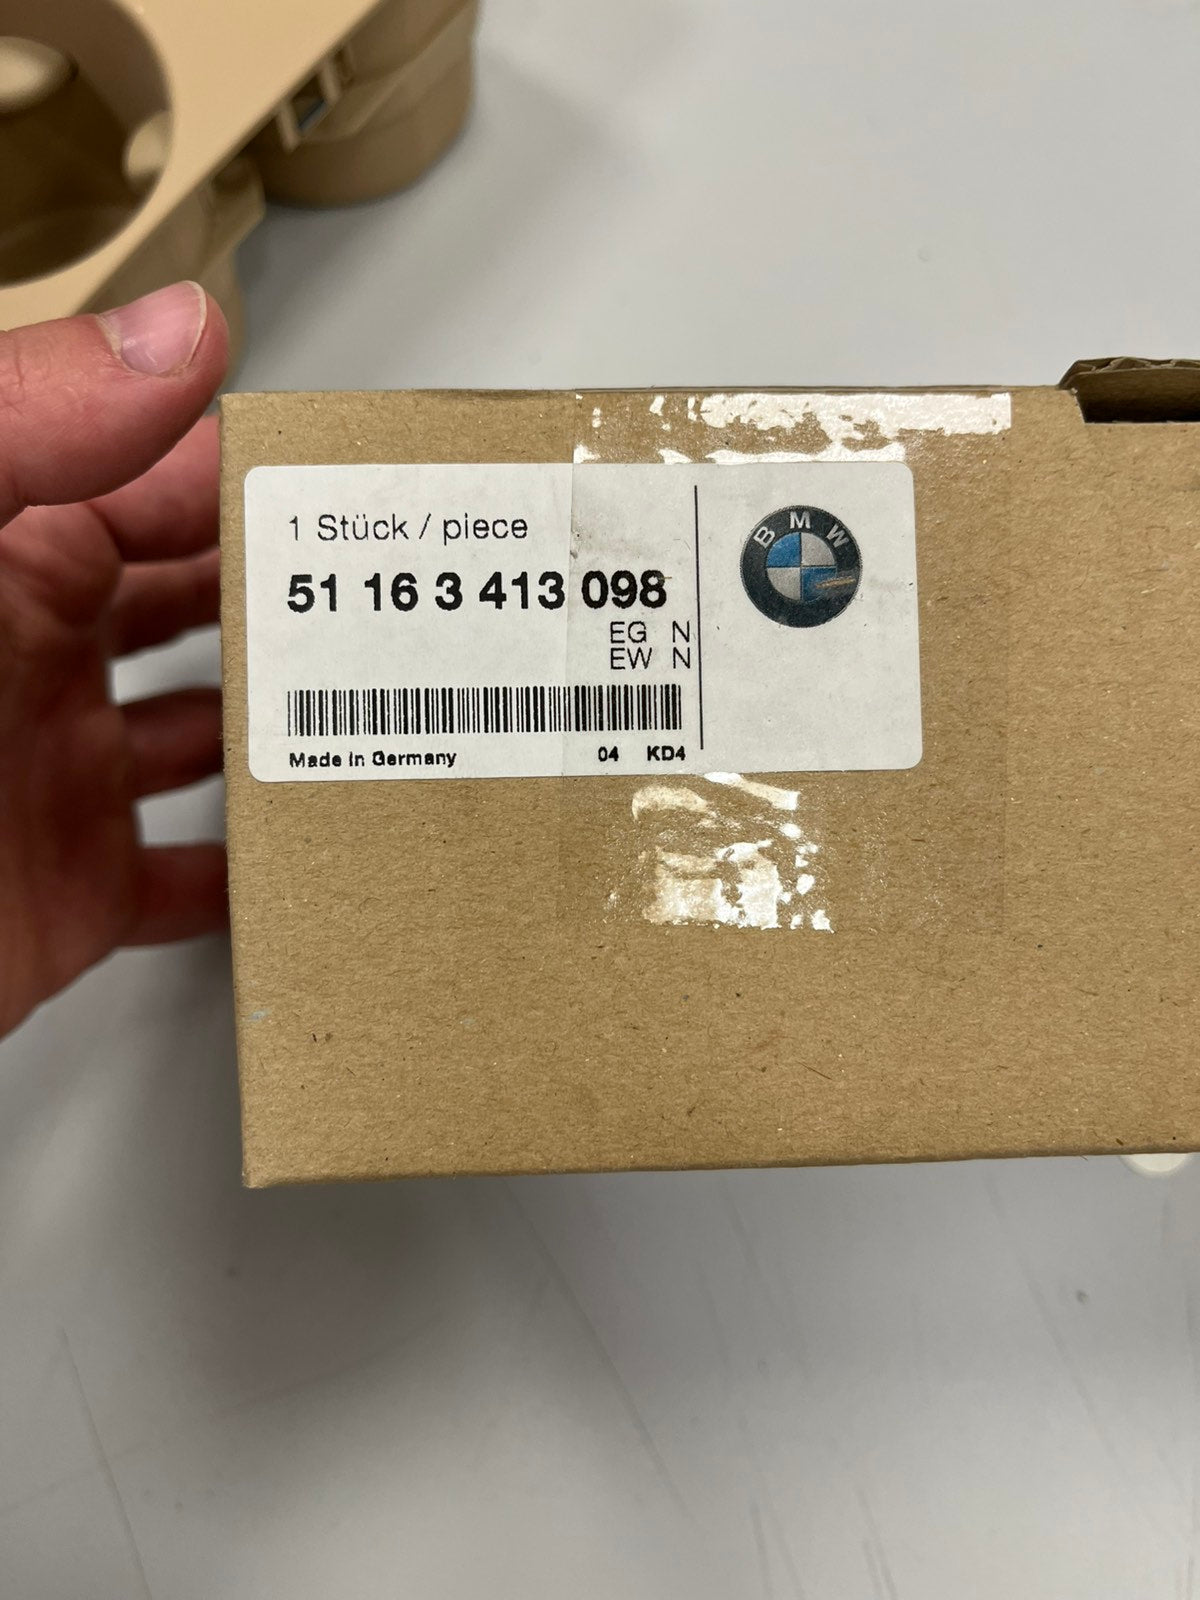 1 Stück / piece
51 16 3 413 098
EG N
EW N
Made in Germany 04 KD4
BMW